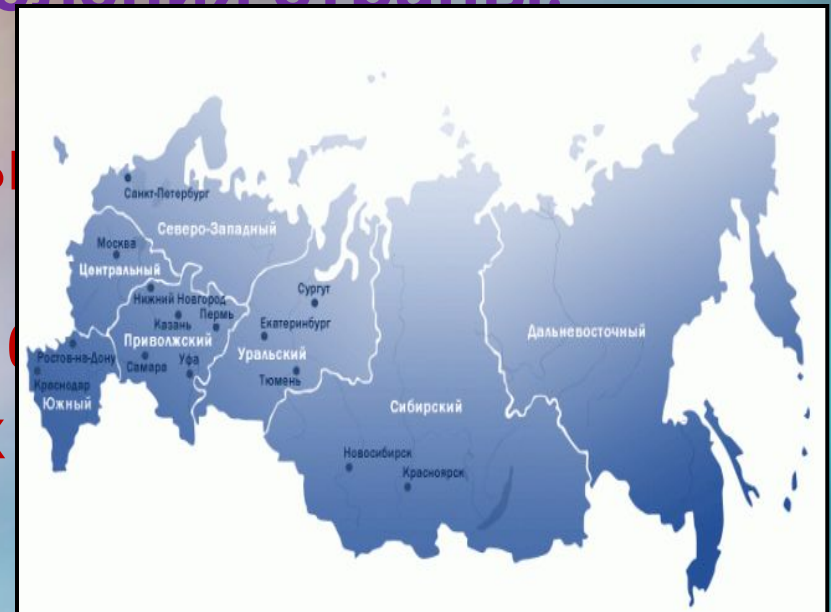 Санкт-Петербург
Северо-Западный
Москва
Центральный
Нижний Новгород
Сургут
Казань
Пермь
Екатеринбург
Приволжский
Дальневосточный
Ростов-на-Дону
Самара
Уфа
Уральский
Тюмень
Краснодар
Южный
Сибирский
Новосибирск
Красноярск